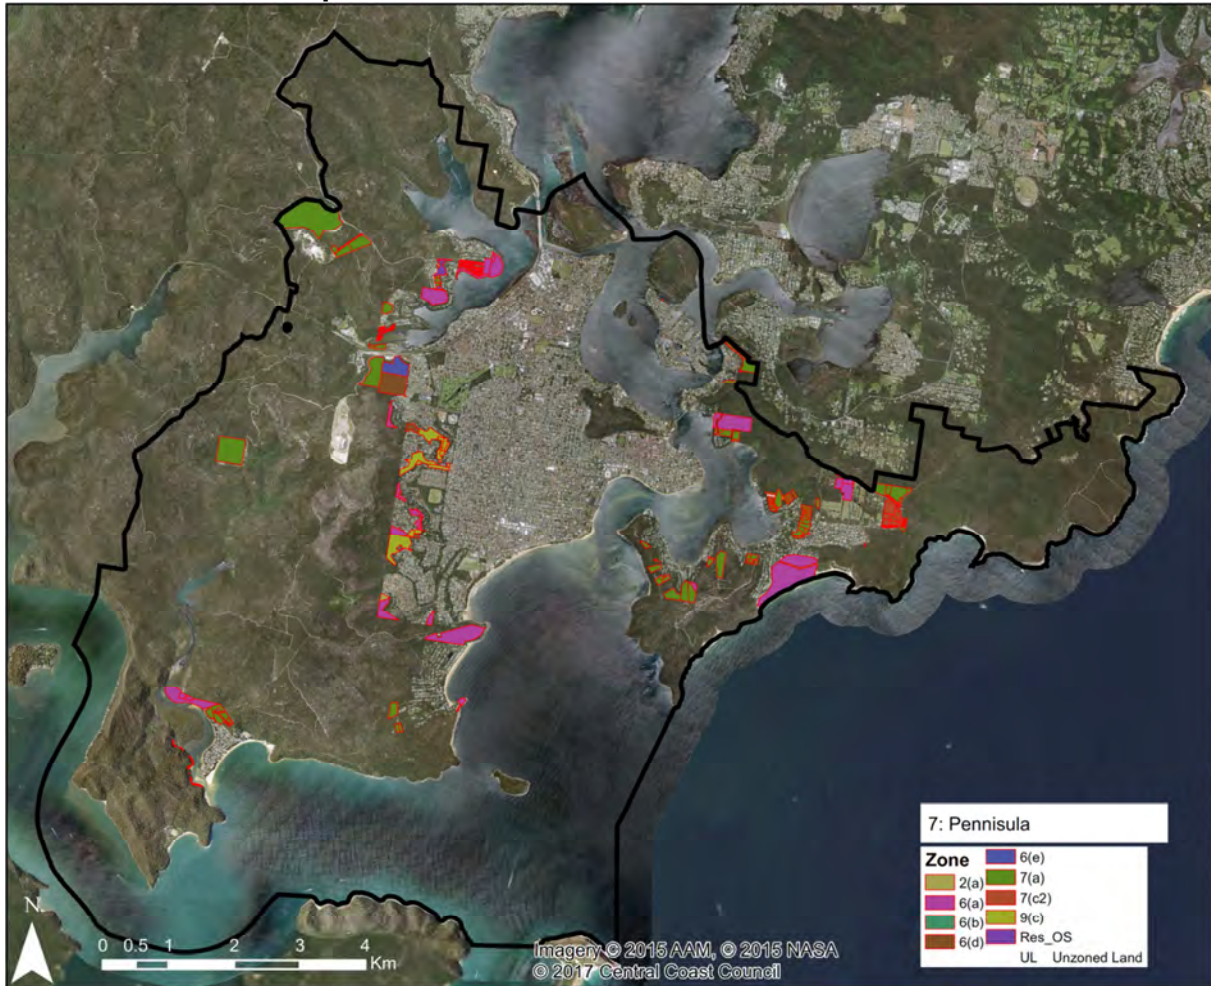 N
0 0.5 1 2 3 4
Km
Imagery © 2015 AAM, © 2015 NASA
© 2017 Central Coast Council
7: Pennisula
Zone
2(a)
6(a)
6(b)
6(d)
6(e)
7(a)
7(c2)
9(c)
Res_OS
UL Unzoned Land